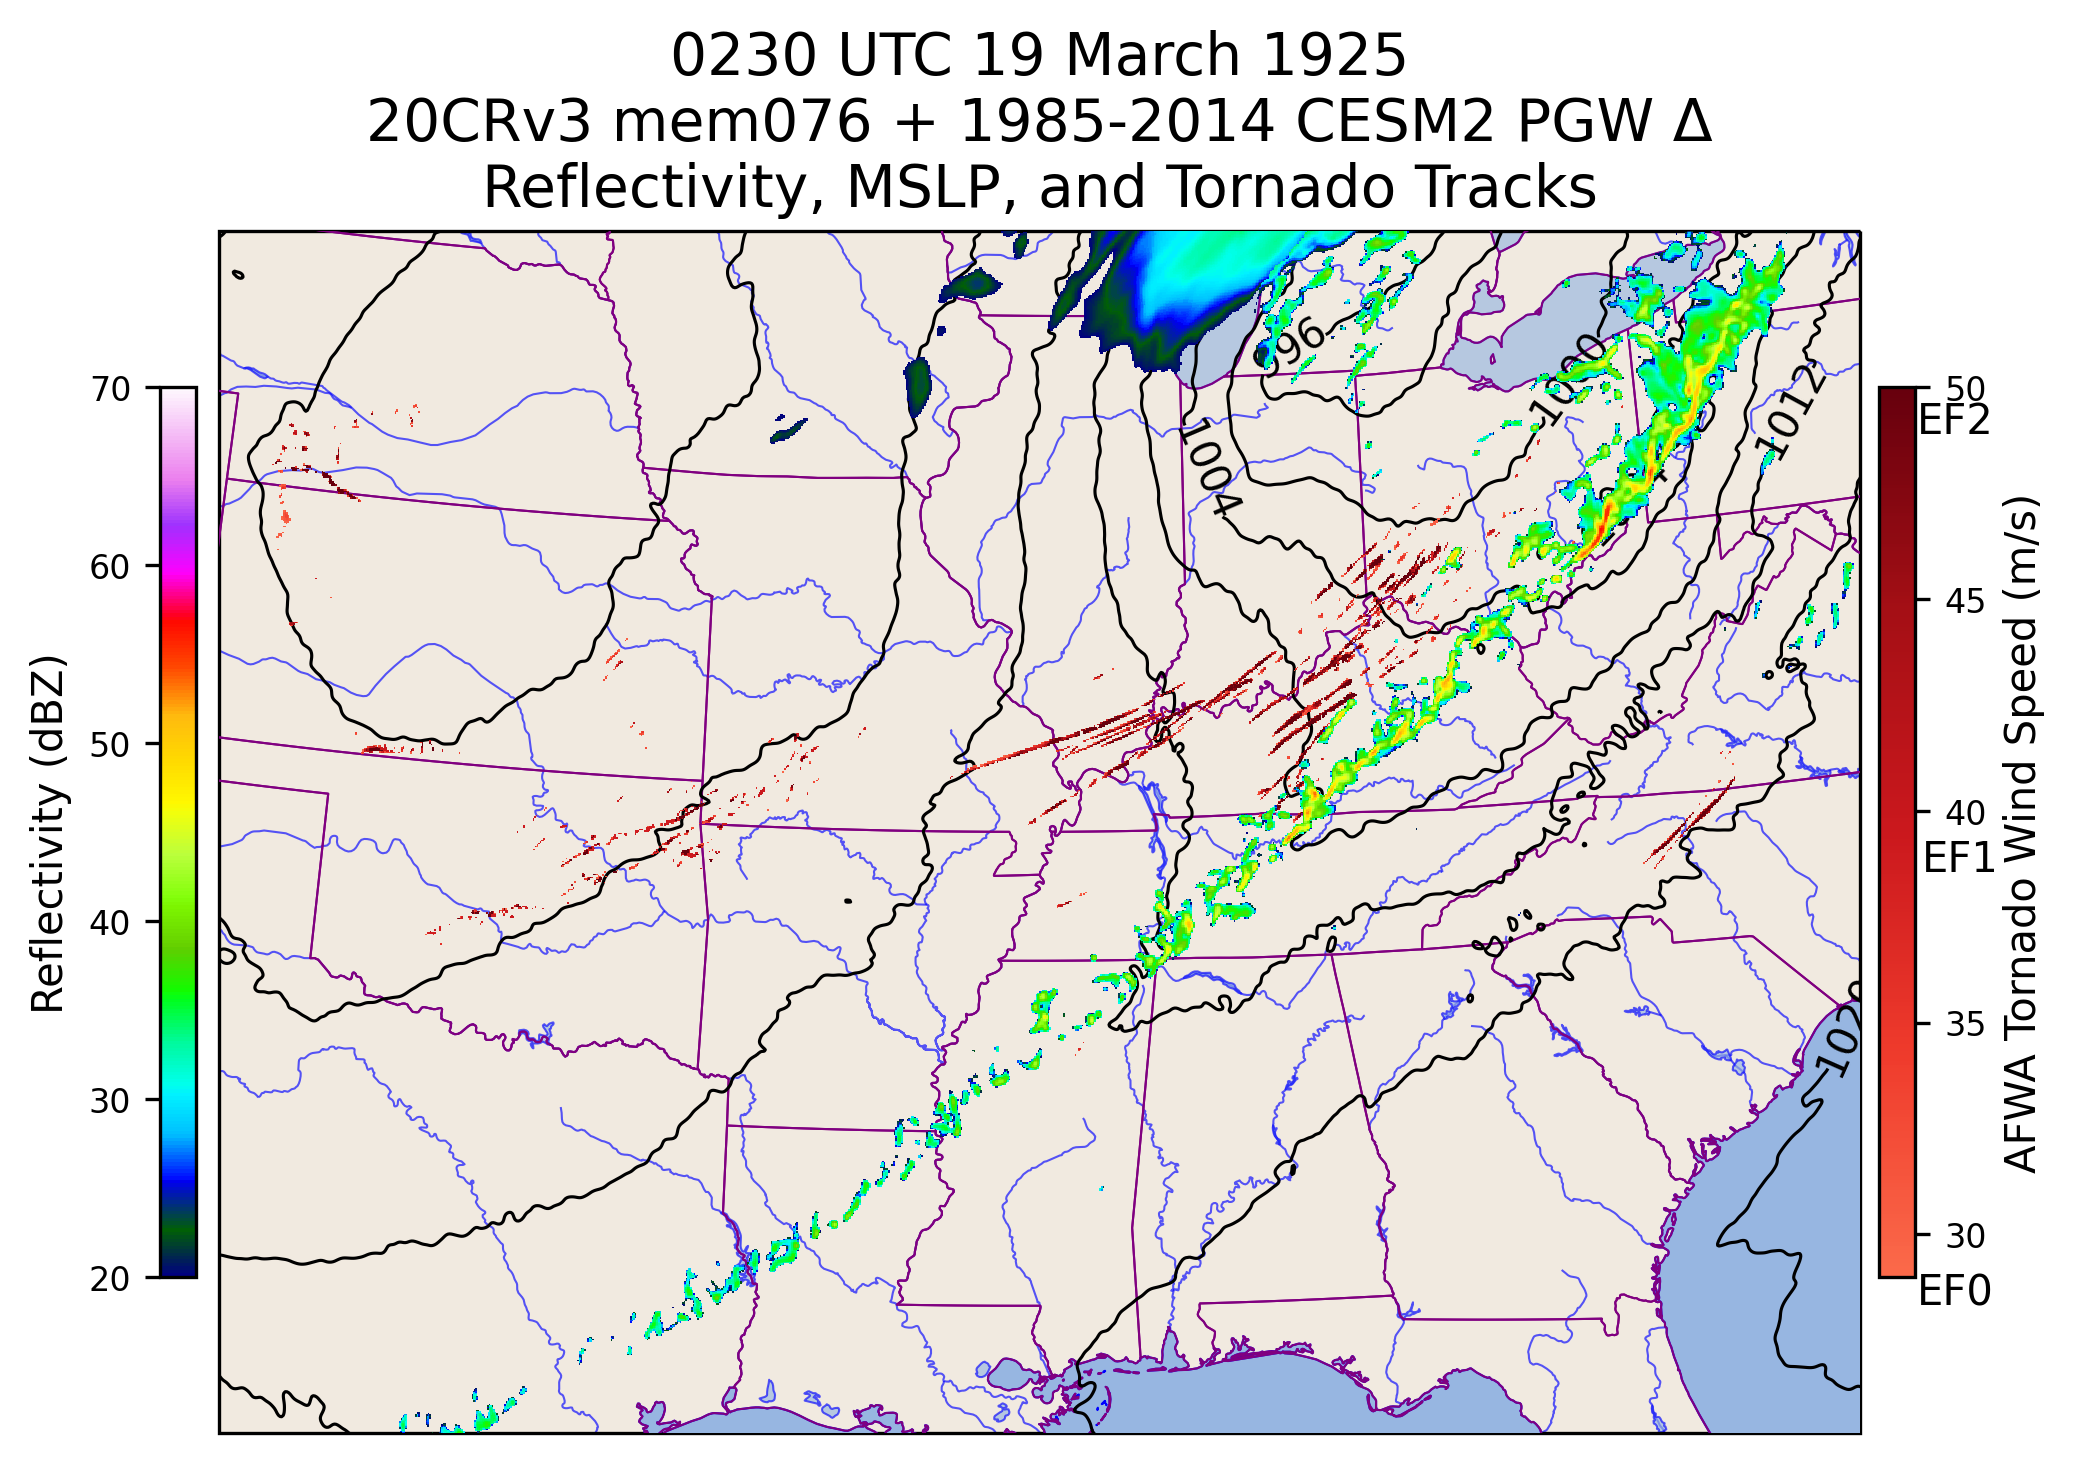 0230 UTC 19 March 1925
20CRv3 mem076 + 1985-2014 CESM2 PGW Δ
Reflectivity, MSLP, and Tornado Tracks
70
60
50
40
30
20
Reflectivity (dBZ)
996
1000
1012
1004
50
EF2
45
40
EF1
35
30
EF0
AFWA Tornado Wind Speed (m/s)